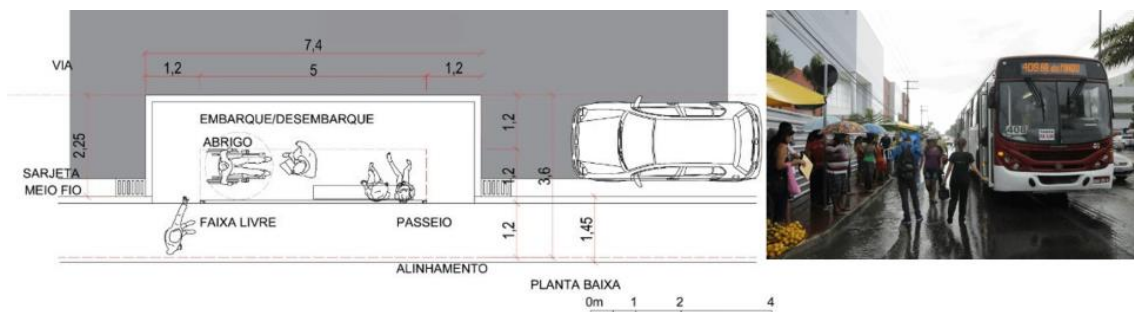 7,4
VIA
1,2
5
1,2
EMBARQUE/DESEMBARQUE
ABRIGO
2,25
1,2
1,2
3,6
SARJETA
MEIO FIO
FAIXA LIVRE
PASSEIO
1,2
1,45
ALINHAMENTO
PLANTA BAIXA
0m 1 2 4
408